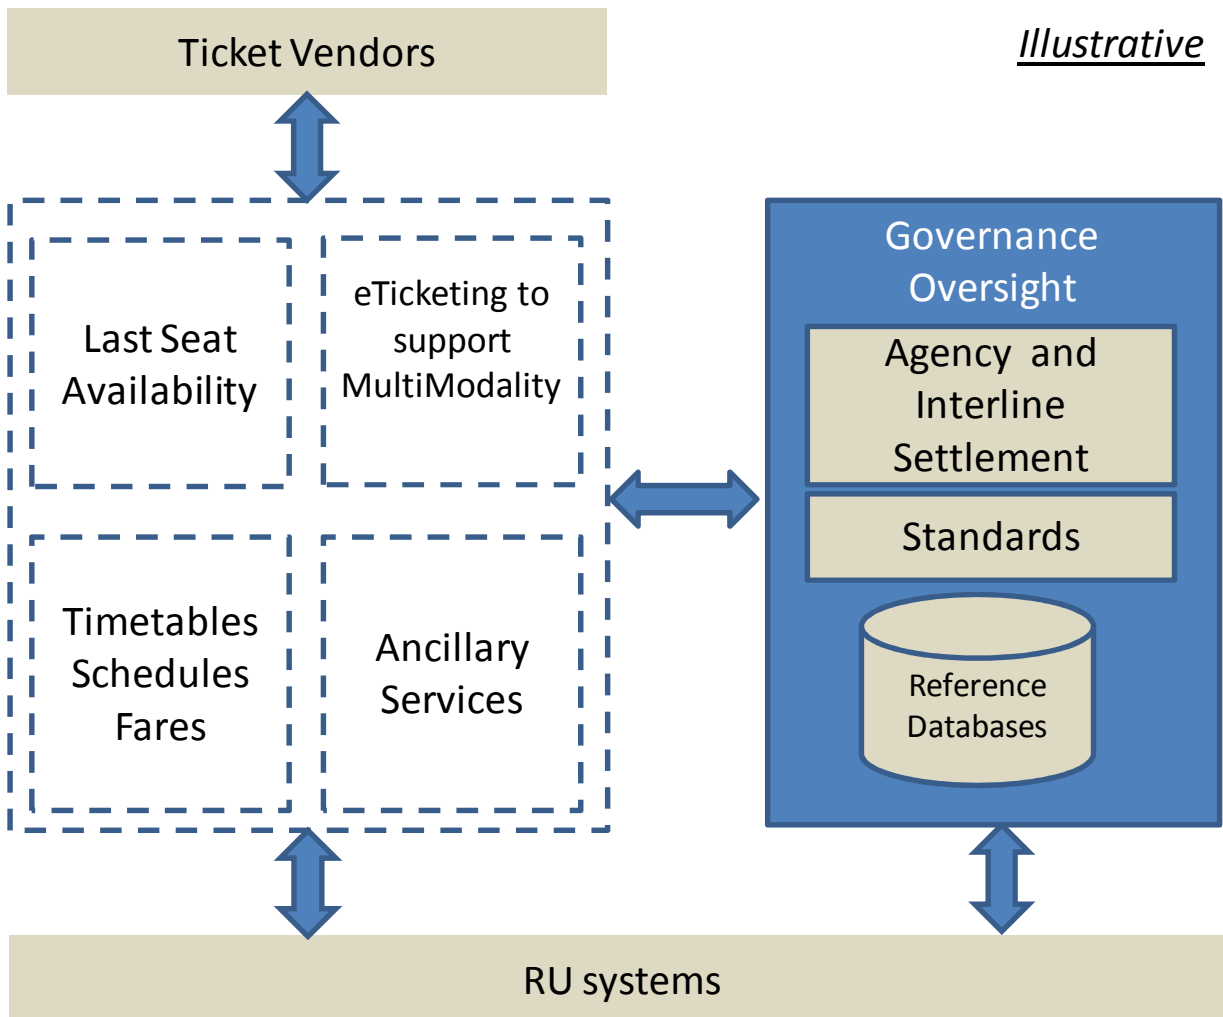 Ticket Vendors
Illustrative
Last Seat
Availability
eTicketing to
support
MultiModality
Timetables
Schedules
Fares
Ancillary
Services
Governance
Oversight
Agency and
Interline
Settlement
Standards
Reference
Databases
RU systems